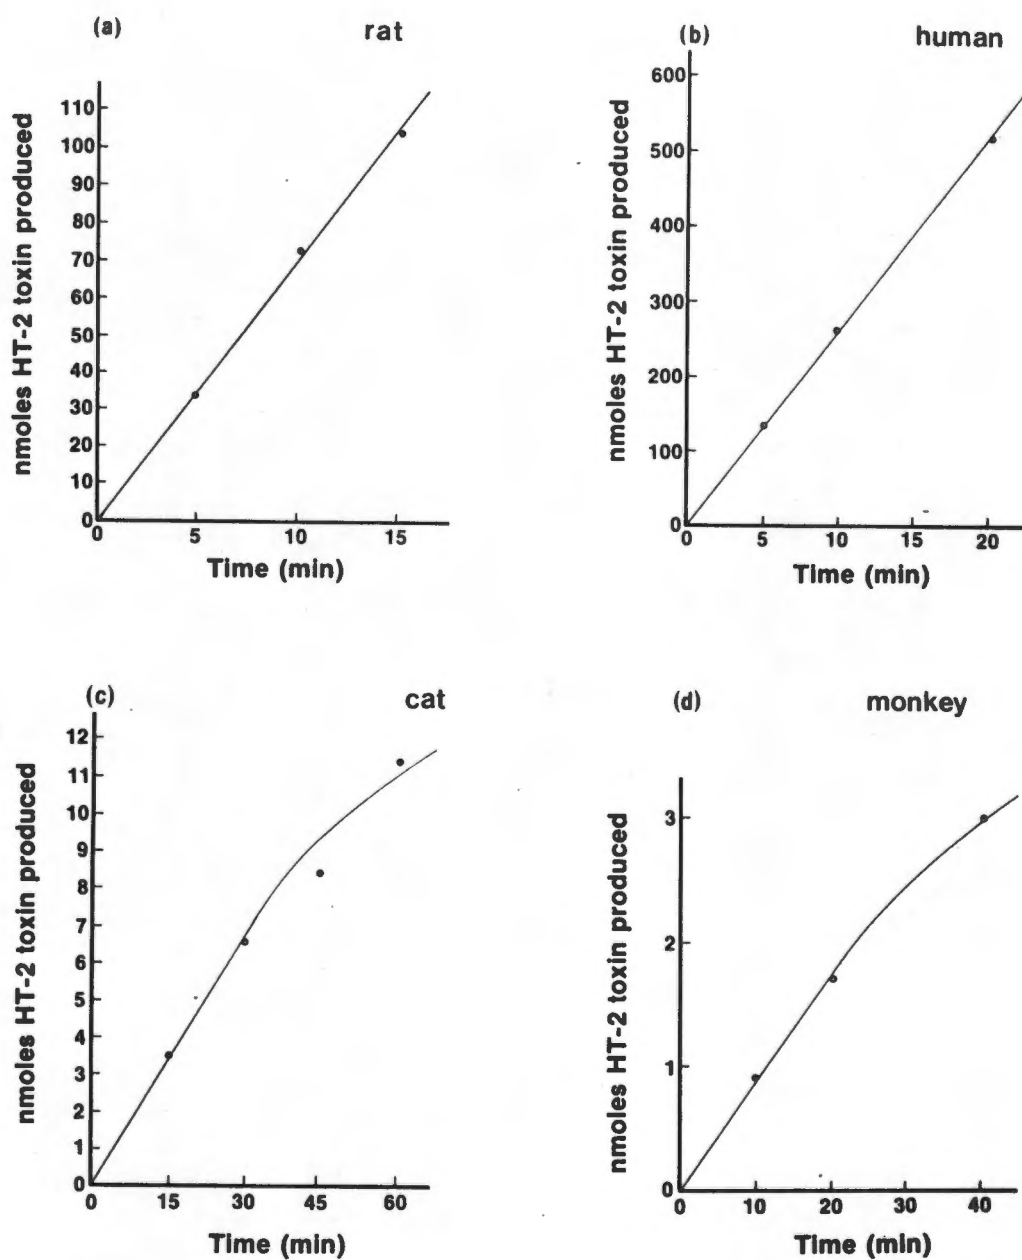 (a) rat
110
100
90
80
70
60
50
40
30
20
10
0
nmoles HT-2 toxin produced
0 5 10 15
Time (min)
(b) human
600
500
400
300
200
100
0
nmoles HT-2 toxin produced
0 5 10 15 20
Time (min)
(c) cat
12
11
10
9
8
7
6
5
4
3
2
1
0
nmoles HT-2 toxin produced
0 15 30 45 60
Time (min)
(d) monkey
3
2
1
0
nmoles HT-2 toxin produced
0 10 20 30 40
Time (min)